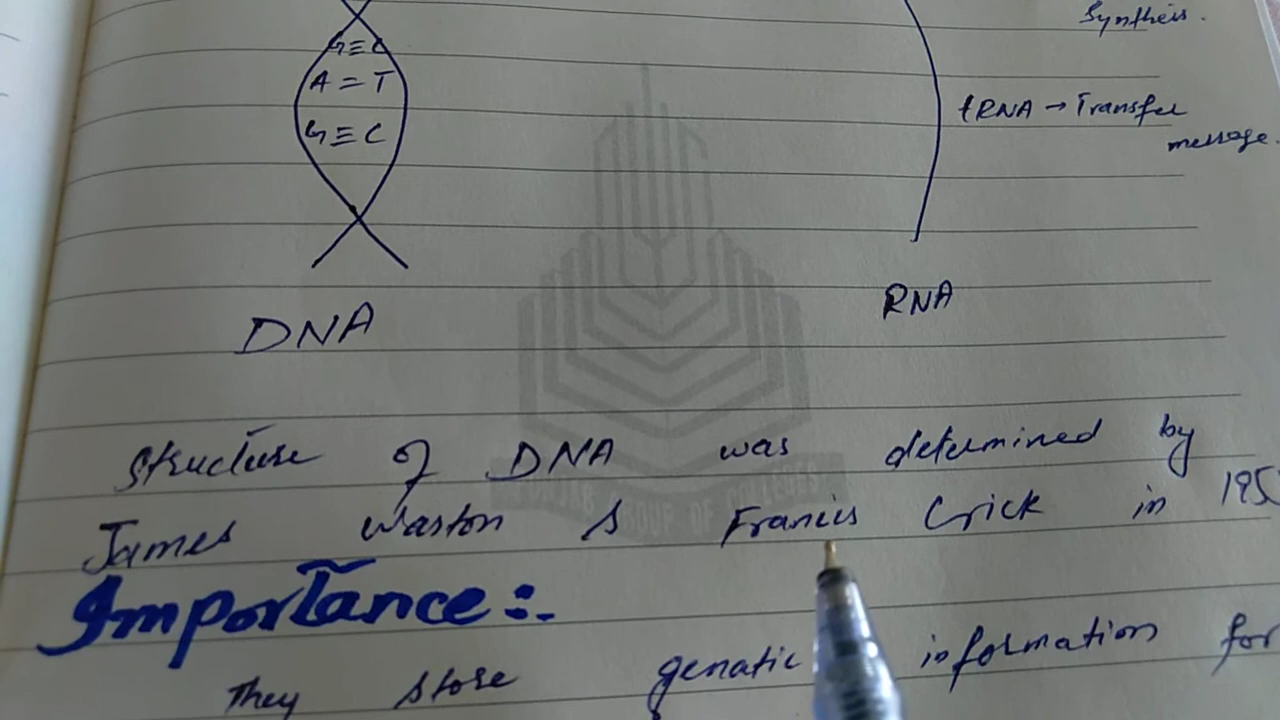 Synthesis.
G≡C
A=T
G≡C
tRNA → Transfer
message.
DNA
RNA
Structure of DNA was determined by
James Waston & Francis Crick in 195
Importance:-
They store genatic information for